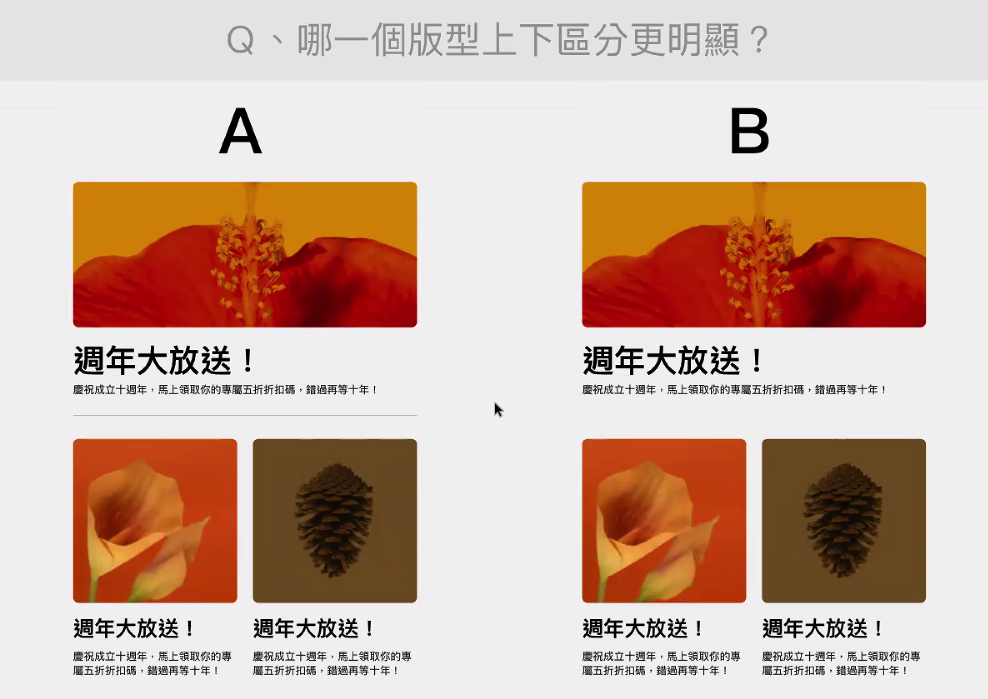 Q、哪一個版型上下區分更明顯？
A
B
週年大放送！
慶祝成立十週年，馬上領取你的專屬五折折扣碼，錯過再等十年！
週年大放送！
慶祝成立十週年，馬上領取你的專屬五折折扣碼，錯過再等十年！
週年大放送！
慶祝成立十週年，馬上領取你的專
屬五折折扣碼，錯過再等十年！
週年大放送！
慶祝成立十週年，馬上領取你的專
屬五折折扣碼，錯過再等十年！
週年大放送！
慶祝成立十週年，馬上領取你的專
屬五折折扣碼，錯過再等十年！
週年大放送！
慶祝成立十週年，馬上領取你的專
屬五折折扣碼，錯過再等十年！